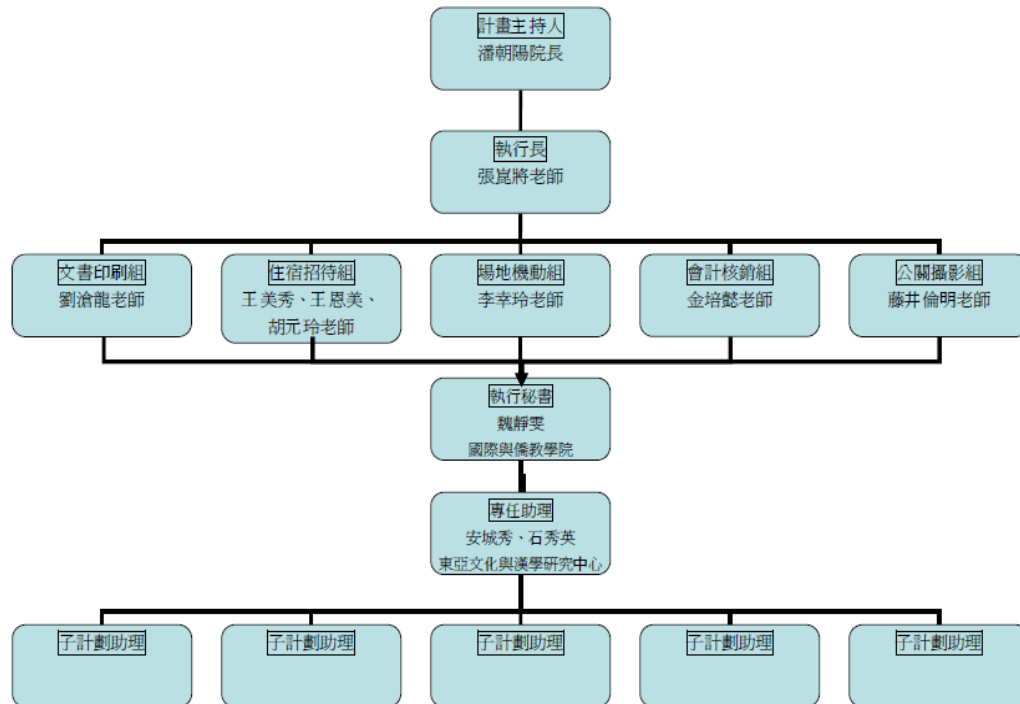 計畫主持人
潘朝陽院長
執行長
張崑將老師
文書印刷組
劉滄龍老師
住宿招待組
王美秀、王恩美、
胡元玲老師
場地機動組
李幸玲老師
會計核銷組
金培懿老師
公關攝影組
藤井倫明老師
執行秘書
魏靜雯
國際與僑教學院
專任助理
安城秀、石秀英
東亞文化與漢學研究中心
子計劃助理
子計劃助理
子計劃助理
子計劃助理
子計劃助理